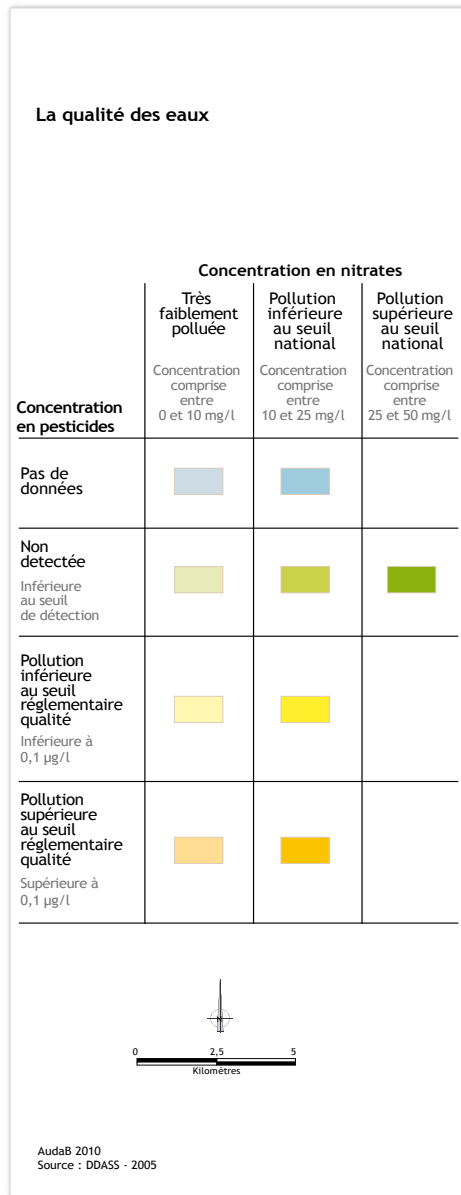 La qualité des eaux
Concentration en nitrates
Très
faiblement
polluée
Concentration
comprise
entre
0 et 10 mg/l
Pollution
inférieure
au seuil
national
Concentration
comprise
entre
10 et 25 mg/l
Pollution
supérieure
au seuil
national
Concentration
comprise
entre
25 et 50 mg/l
Concentration
en pesticides
Pas de
données
Non
detectée
Inférieure
au seuil
de détection
Pollution
inférieure
au seuil
réglementaire
qualité
Inférieure à
0,1 µg/l
Pollution
supérieure
au seuil
réglementaire
qualité
Supérieure à
0,1 µg/l
N
0 2,5 5
Kilomètres
AudaB 2010
Source : DDASS - 2005